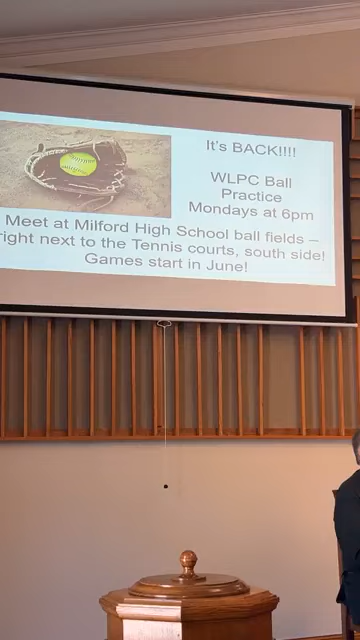 It's BACK!!!!
WLPC Ball
Practice
Mondays at 6pm
Meet at Milford High School ball fields –
right next to the Tennis courts, south side!
Games start in June!